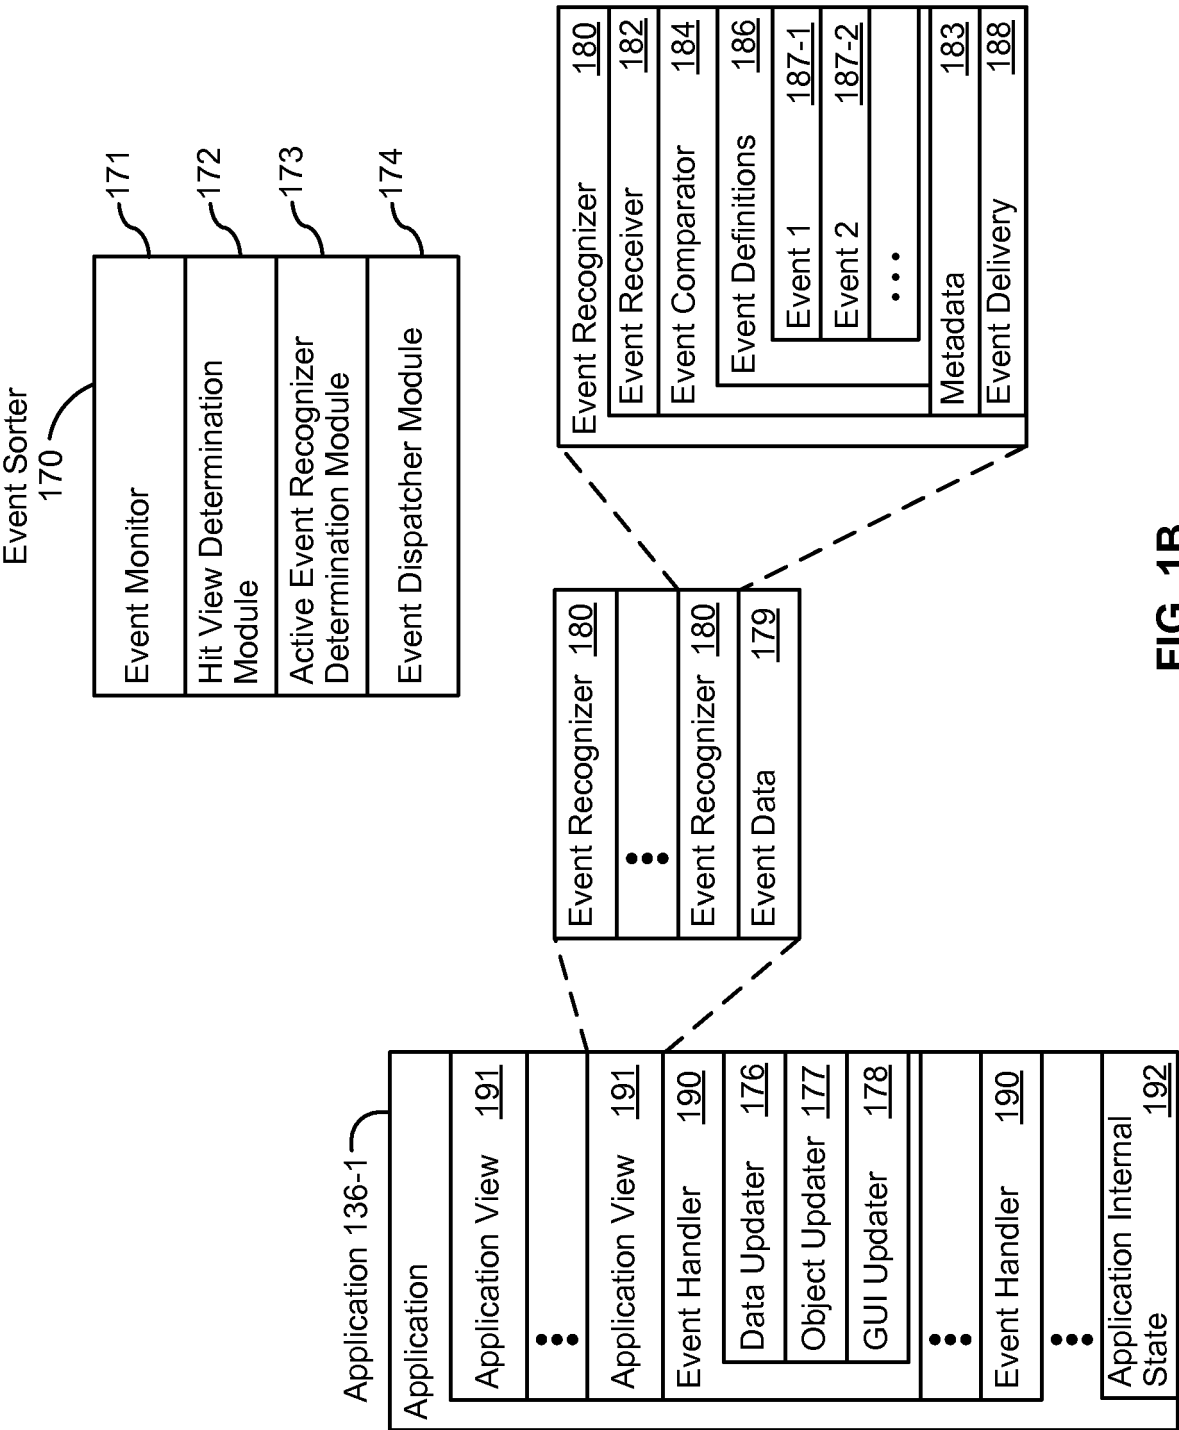 Event Sorter
170
Event Monitor
171
Hit View Determination
Module
172
Active Event Recognizer
Determination Module
173
Event Dispatcher Module
174
Application 136-1
Application
Application View 191
•••
Application View 191
Event Handler 190
Data Updater 176
Object Updater 177
GUI Updater 178
•••
Event Handler 190
•••
Application Internal
State 192
Event Recognizer 180
•••
Event Recognizer 180
Event Data 179
Event Recognizer 180
Event Receiver 182
Event Comparator 184
Event Definitions 186
Event 1 187-1
Event 2 187-2
•••
Metadata 183
Event Delivery 188
FIG. 1B